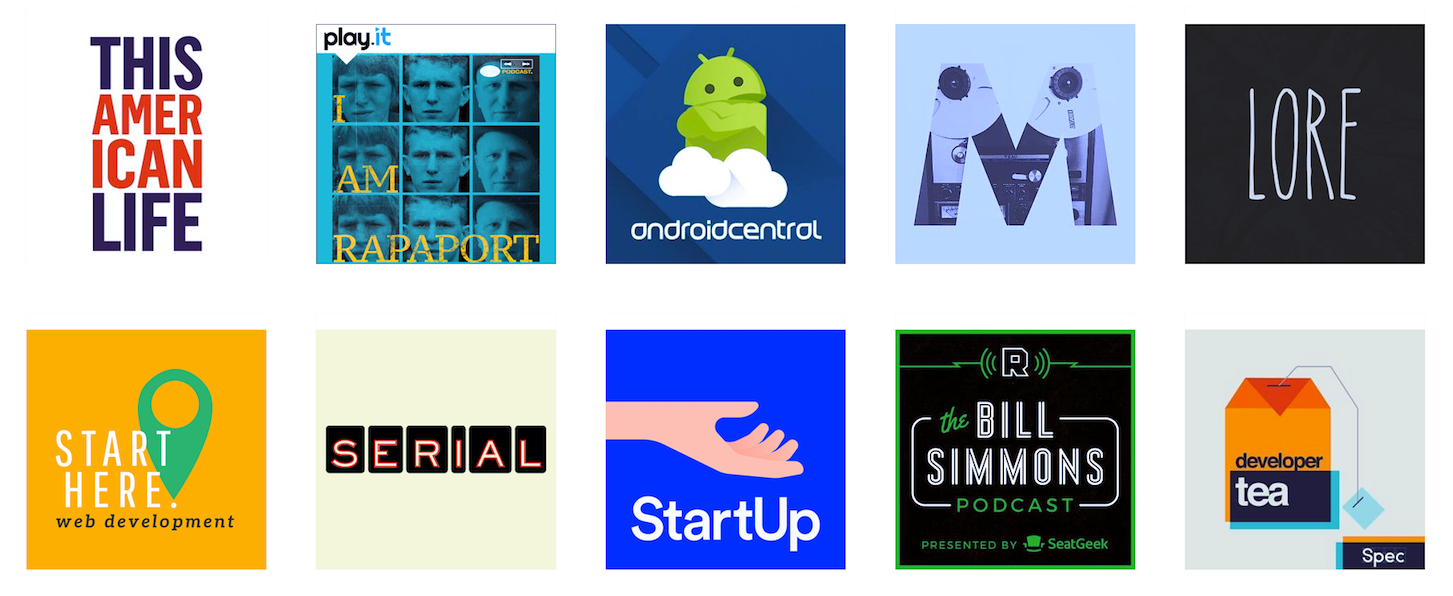 THIS
AMER
ICAN
LIFE
play.it
PODCAST.
I
AM
RAPAPORT
androidcentral
M
LORE
START
HERE.
web development
SERIAL
StartUp
R
the BILL
SIMMONS
PODCAST
PRESENTED BY SeatGeek
developer
tea
Spec